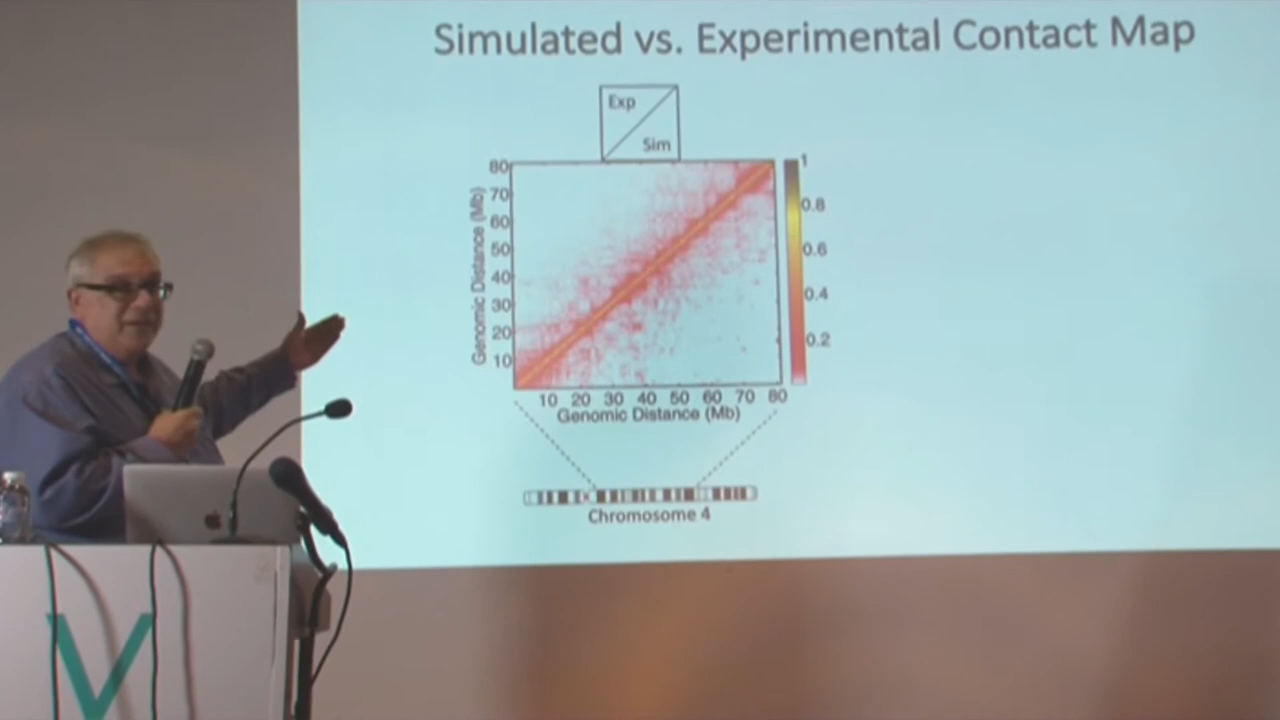 Simulated vs. Experimental Contact Map
Exp
Sim
80
70
60
50
40
30
20
10
Genomic Distance (Mb)
10 20 30 40 50 60 70 80
Genomic Distance (Mb)
1
0.8
0.6
0.4
0.2
Chromosome 4
V